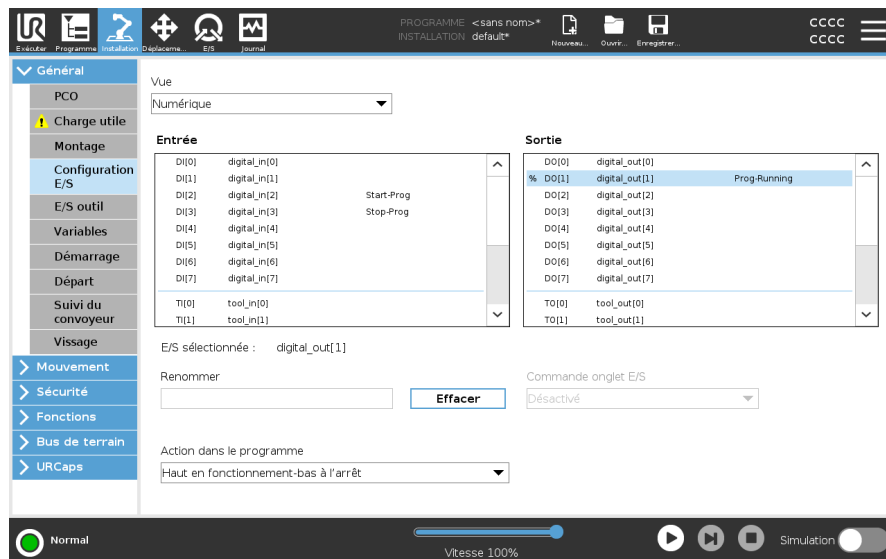 PROGRAMME <sans nom>*
INSTALLATION default*
CCCC
CCCC
Exécuter
Programme
Installation
Déplaceme...
E/S
Journal
Nouveau...
Ouvrir...
Enregistrer...
Général
PCO
Charge utile
Montage
Configuration
E/S
E/S outil
Variables
Démarrage
Départ
Suivi du
convoyeur
Vissage
Mouvement
Sécurité
Fonctions
Bus de terrain
URCaps
Vue
Numérique
Entrée
DI[0] digital_in[0]
DI[1] digital_in[1]
DI[2] digital_in[2] Start-Prog
DI[3] digital_in[3] Stop-Prog
DI[4] digital_in[4]
DI[5] digital_in[5]
DI[6] digital_in[6]
DI[7] digital_in[7]
TI[0] tool_in[0]
TI[1] tool_in[1]
Sortie
DO[0] digital_out[0]
% DO[1] digital_out[1] Prog-Running
DO[2] digital_out[2]
DO[3] digital_out[3]
DO[4] digital_out[4]
DO[5] digital_out[5]
DO[6] digital_out[6]
DO[7] digital_out[7]
TO[0] tool_out[0]
TO[1] tool_out[1]
E/S sélectionnée : digital_out[1]
Renommer
Effacer
Commande onglet E/S
Désactivé
Action dans le programme
Haut en fonctionnement-bas à l'arrêt
Normal
Vitesse 100%
Simulation